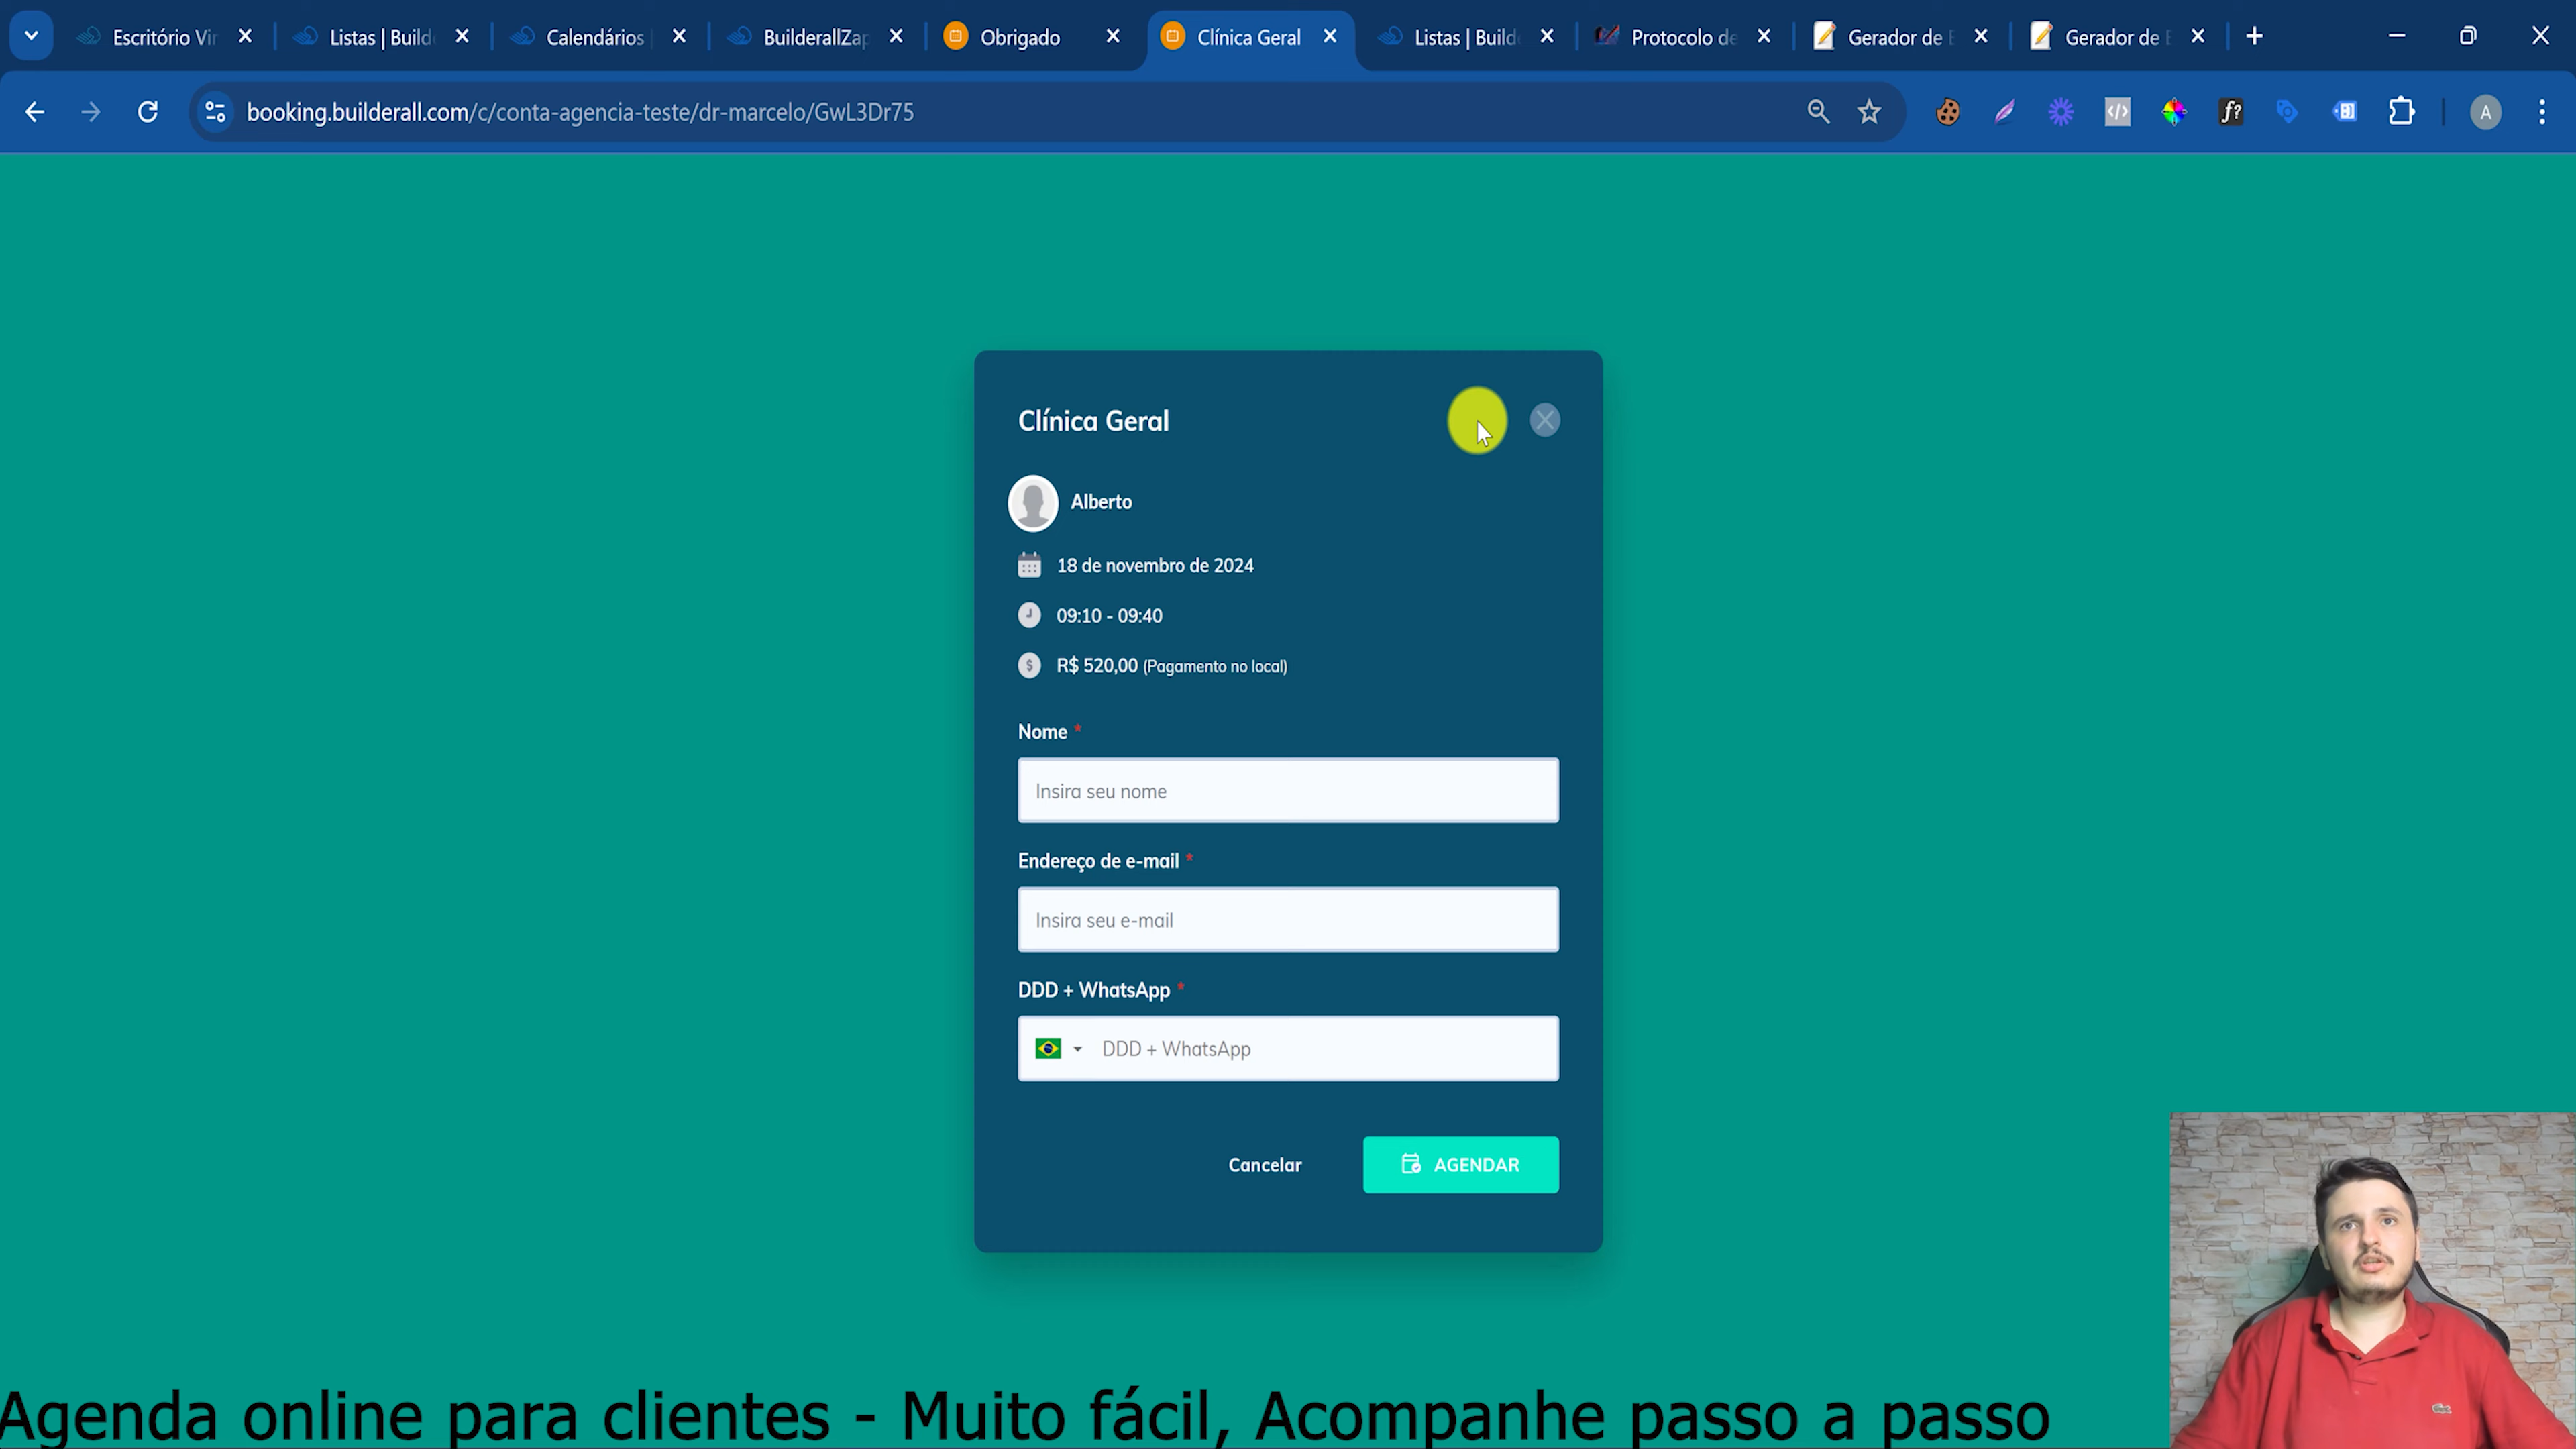 Escritório Vir
Listas | Builde
Calendários |
BuilderallZap
Obrigado
Clínica Geral
Listas | Builde
Protocolo de
Gerador de E
Gerador de E
booking.builderall.com/c/conta-agencia-teste/dr-marcelo/GwL3Dr75
f?
A
Clínica Geral
Alberto
18 de novembro de 2024
09:10 - 09:40
R$ 520,00 (Pagamento no local)
Nome *
Insira seu nome
Endereço de e-mail *
Insira seu e-mail
DDD + WhatsApp *
DDD + WhatsApp
Cancelar
AGENDAR
Agenda online para clientes - Muito fácil, Acompanhe passo a passo